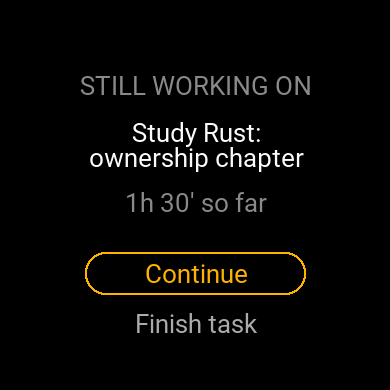 STILL WORKING ON
Study Rust:
ownership chapter
1h 30' so far
Continue
Finish task